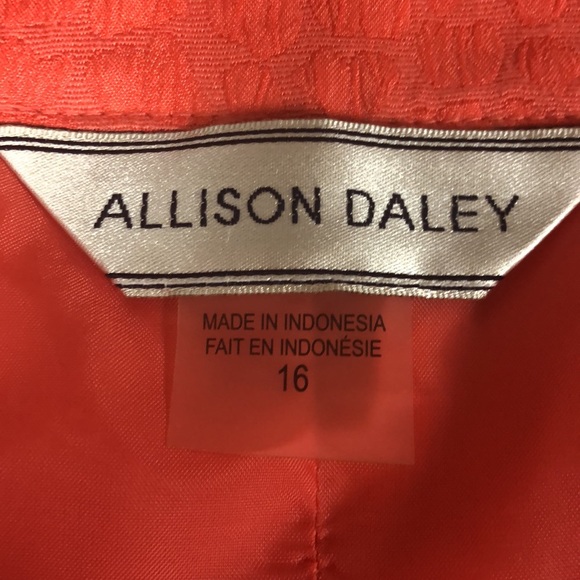 ALLISON DALEY
MADE IN INDONESIA
FAIT EN INDONÉSIE
16